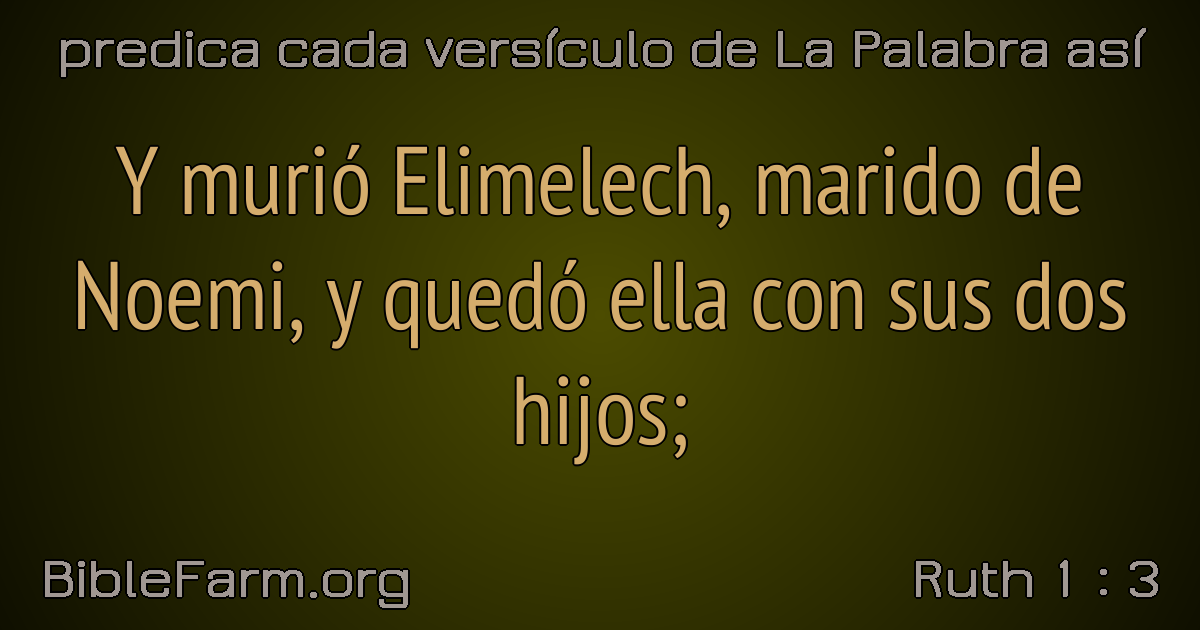 predica cada versículo de La Palabra así
Y murió Elimelech, marido de
Noemi, y quedó ella con sus dos
hijos;
BibleFarm.org
Ruth 1 : 3